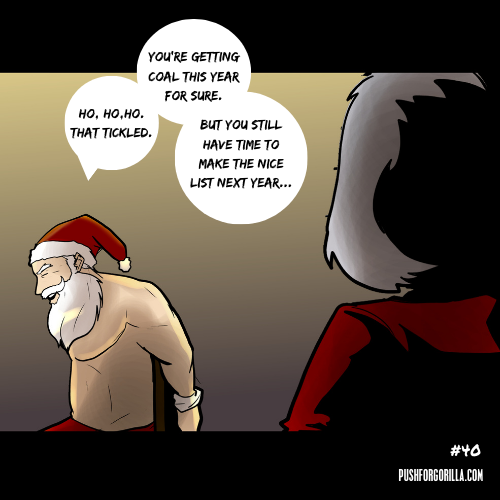 HO, HO, HO.
THAT TICKLED.
YOU'RE GETTING
COAL THIS YEAR
FOR SURE.
BUT YOU STILL
HAVE TIME TO
MAKE THE NICE
LIST NEXT YEAR...
#40
PUSHFORGORILLA.COM